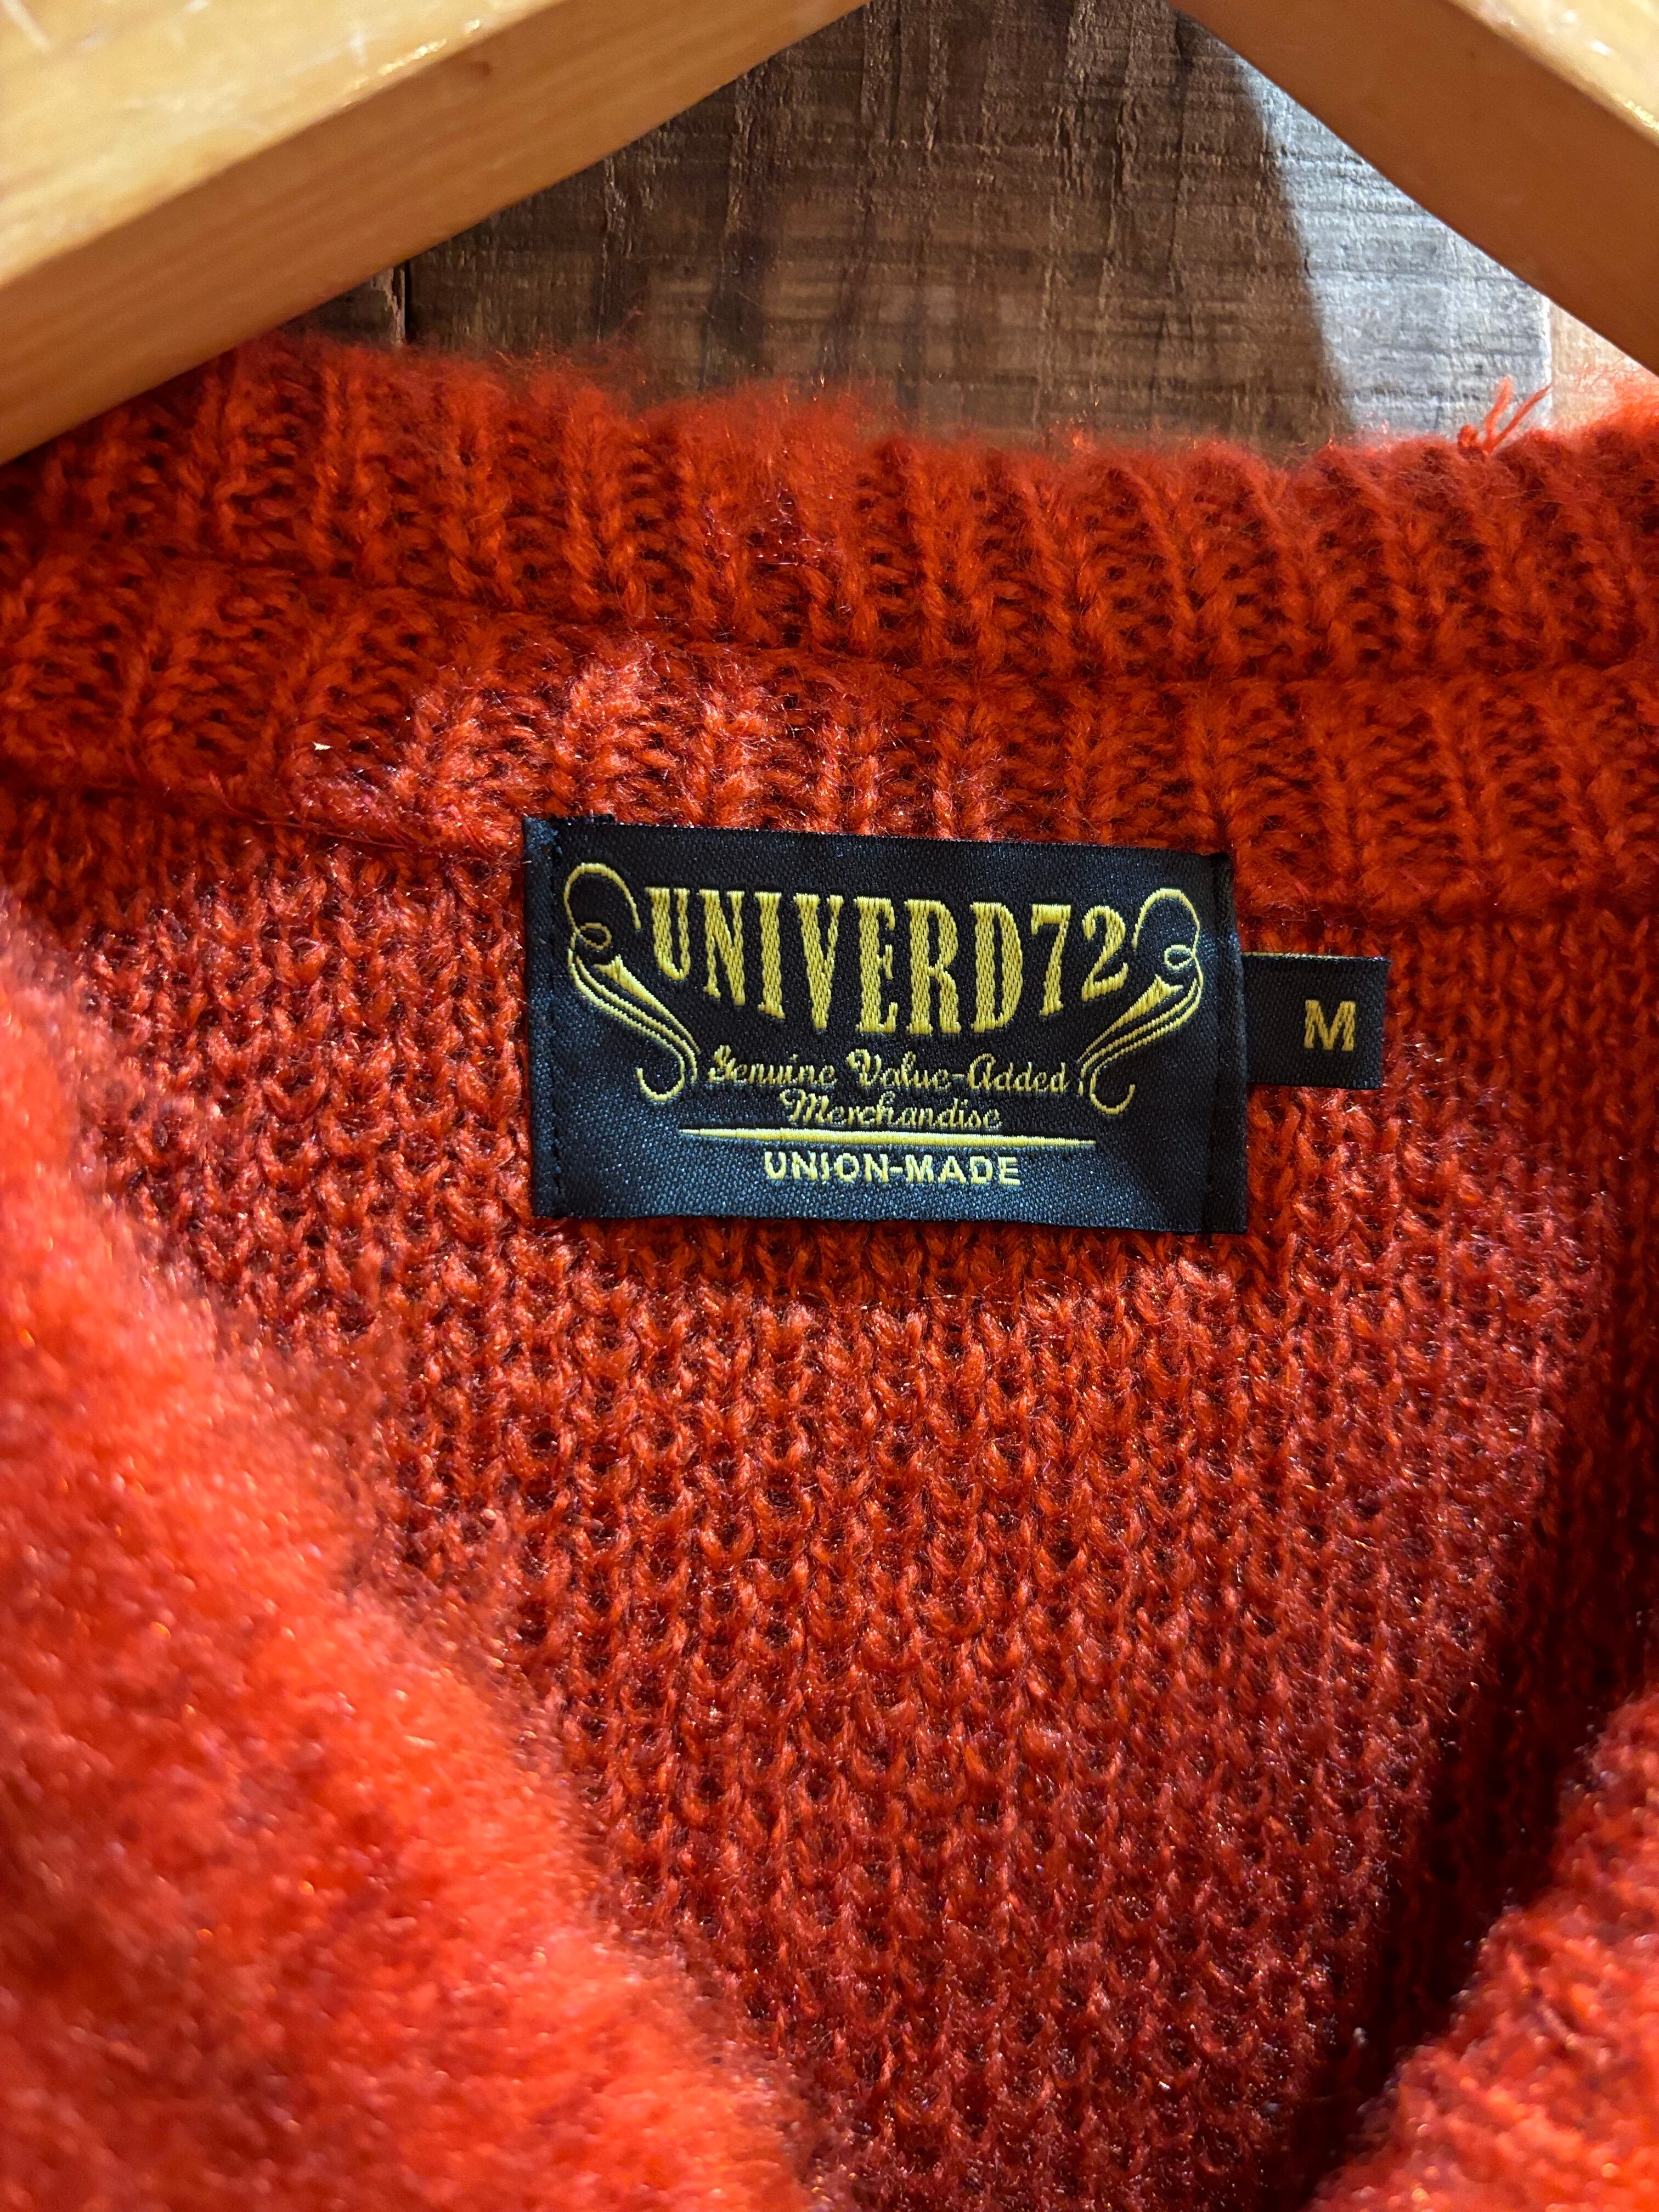 UNIVERD72
Genuine Value-Added
Merchandise
UNION-MADE
M